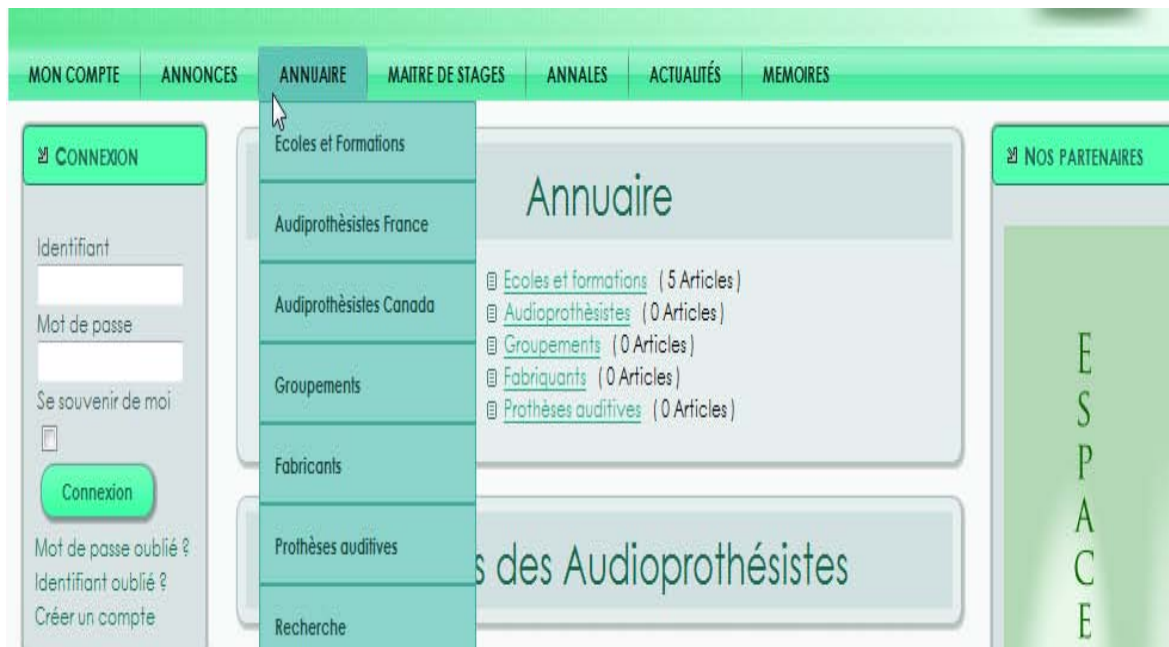 MON COMPTE
ANNONCES
ANNUAIRE
MAITRE DE STAGES
ANNALES
ACTUALITÉS
MEMOIRES
CONNEXION
Identifiant
Mot de passe
Se souvenir de moi
Connexion
Mot de passe oublié ?
Identifiant oublié ?
Créer un compte
Ecoles et Formations
Audiprothèsistes France
Audiprothèsistes Canada
Groupements
Fabricants
Prothèses auditives
Recherche
Annuaire
Ecoles et formations ( 5 Articles )
Audioprothèsistes ( 0 Articles )
Groupements ( 0 Articles )
Fabriquants ( 0 Articles )
Prothèses auditives ( 0 Articles )
s des Audioprothésistes
NOS PARTENAIRES
ESPACE